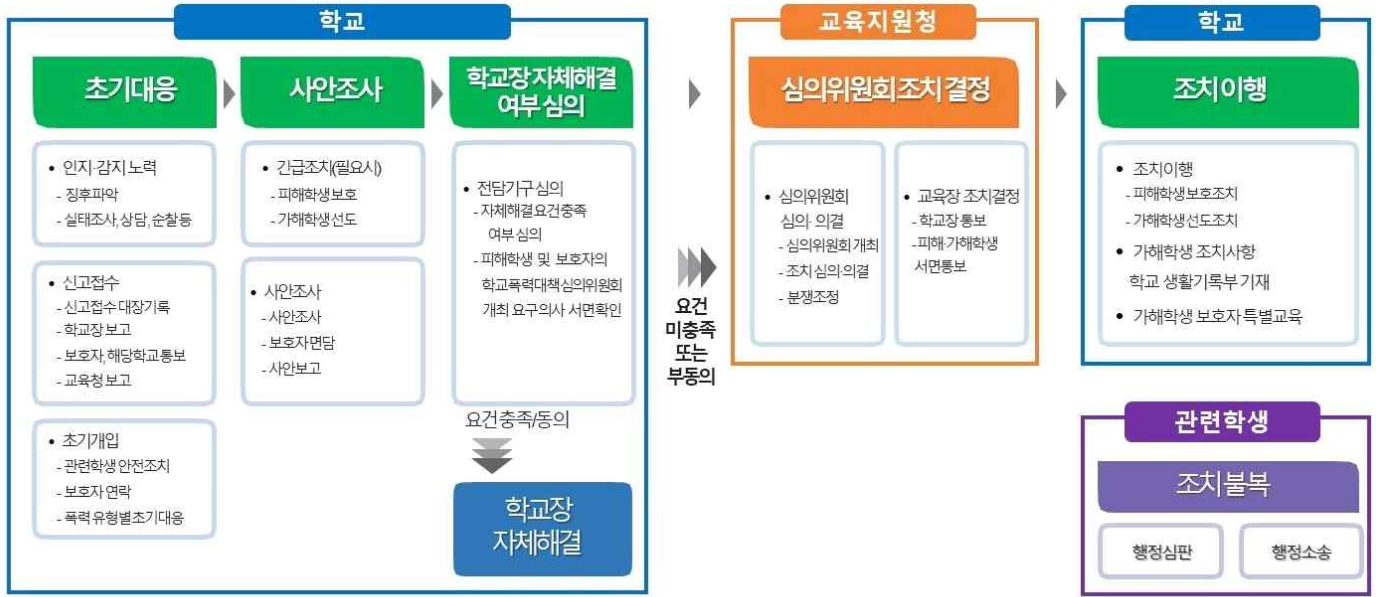 학교
초기대응
인지·감지 노력
- 징후파악
- 실태조사, 상담, 순찰 등
신고접수
- 신고접수 대장기록
- 학교장 보고
- 보호자, 해당학교 통보
- 교육청 보고
초기개입
- 관련학생 안전조치
- 보호자 연락
- 폭력 유형별 초기대응
사안조사
긴급조치(필요시)
- 피해학생 보호
- 가해학생 선도
사안조사
- 사안조사
- 보호자 면담
- 사안보고
학교장 자체해결
여부 심의
전담기구 심의
- 자체해결 요건충족
여부 심의
- 피해학생 및 보호자의
학교폭력대책심의위원회
개최 요구의사 서면확인
요건충족/동의
학교장
자체해결
요건
미충족
또는
부동의
교육지원청
심의위원회 조치 결정
심의위원회
심의· 의결
- 심의위원회 개최
- 조치 심의·의결
- 분쟁조정
교육장 조치결정
- 학교장 통보
- 피해·가해학생
서면통보
학교
조치 이행
조치이행
- 피해학생 보호조치
- 가해학생 선도조치
가해학생 조치사항
학교 생활기록부 기재
가해학생 보호자 특별교육
관련학생
조치 불복
행정심판
행정소송